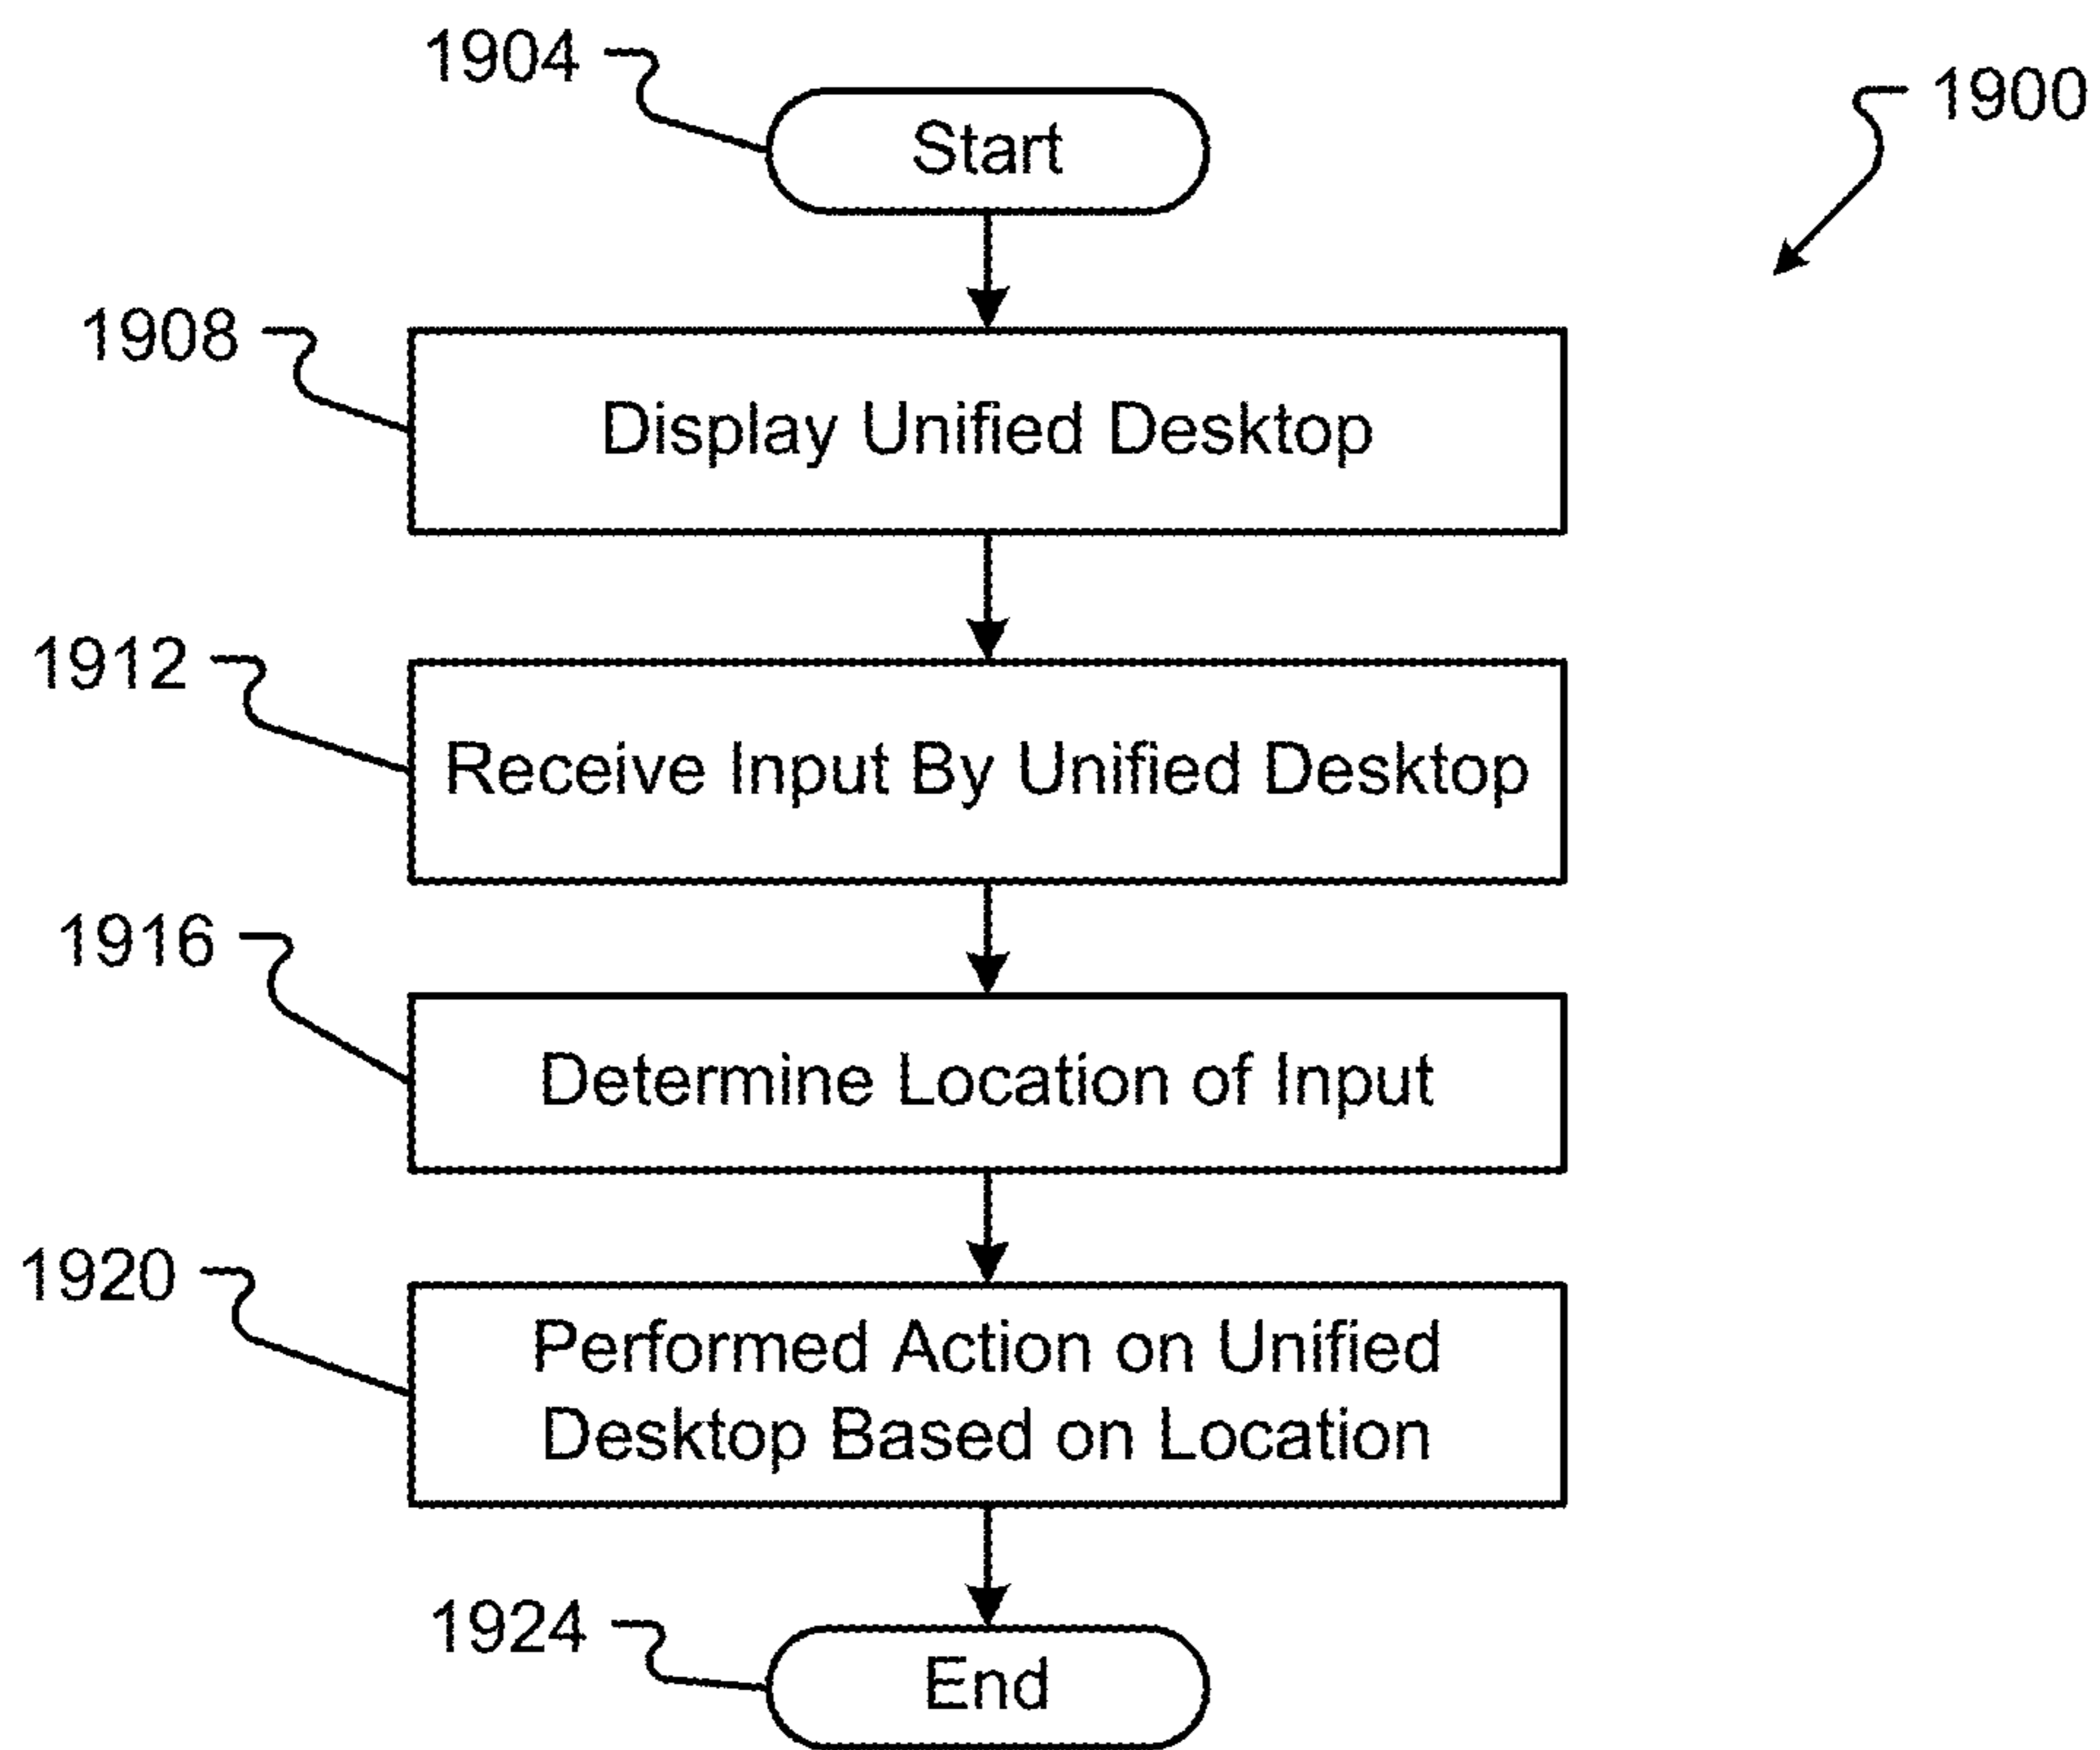 1904
Start
1900
1908
Display Unified Desktop
1912
Receive Input By Unified Desktop
1916
Determine Location of Input
1920
Performed Action on Unified
Desktop Based on Location
1924
End